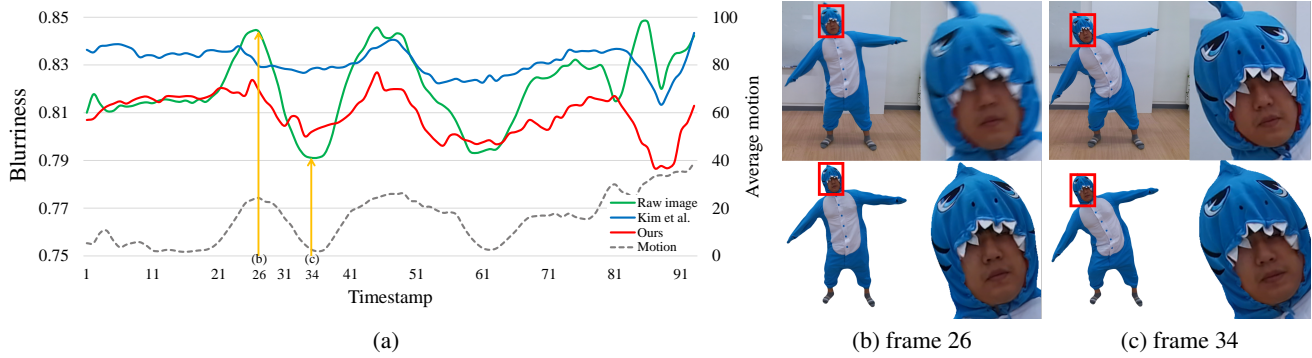 0.85
0.83
0.81
0.79
0.77
0.75
Blurriness
100
80
60
40
20
0
Average motion
Raw image
Kim et al.
Ours
Motion
(b)
(c)
1 11 21 26 31 34 41 51 61 71 81 91
Timestamp
(a)
(b) frame 26
(c) frame 34